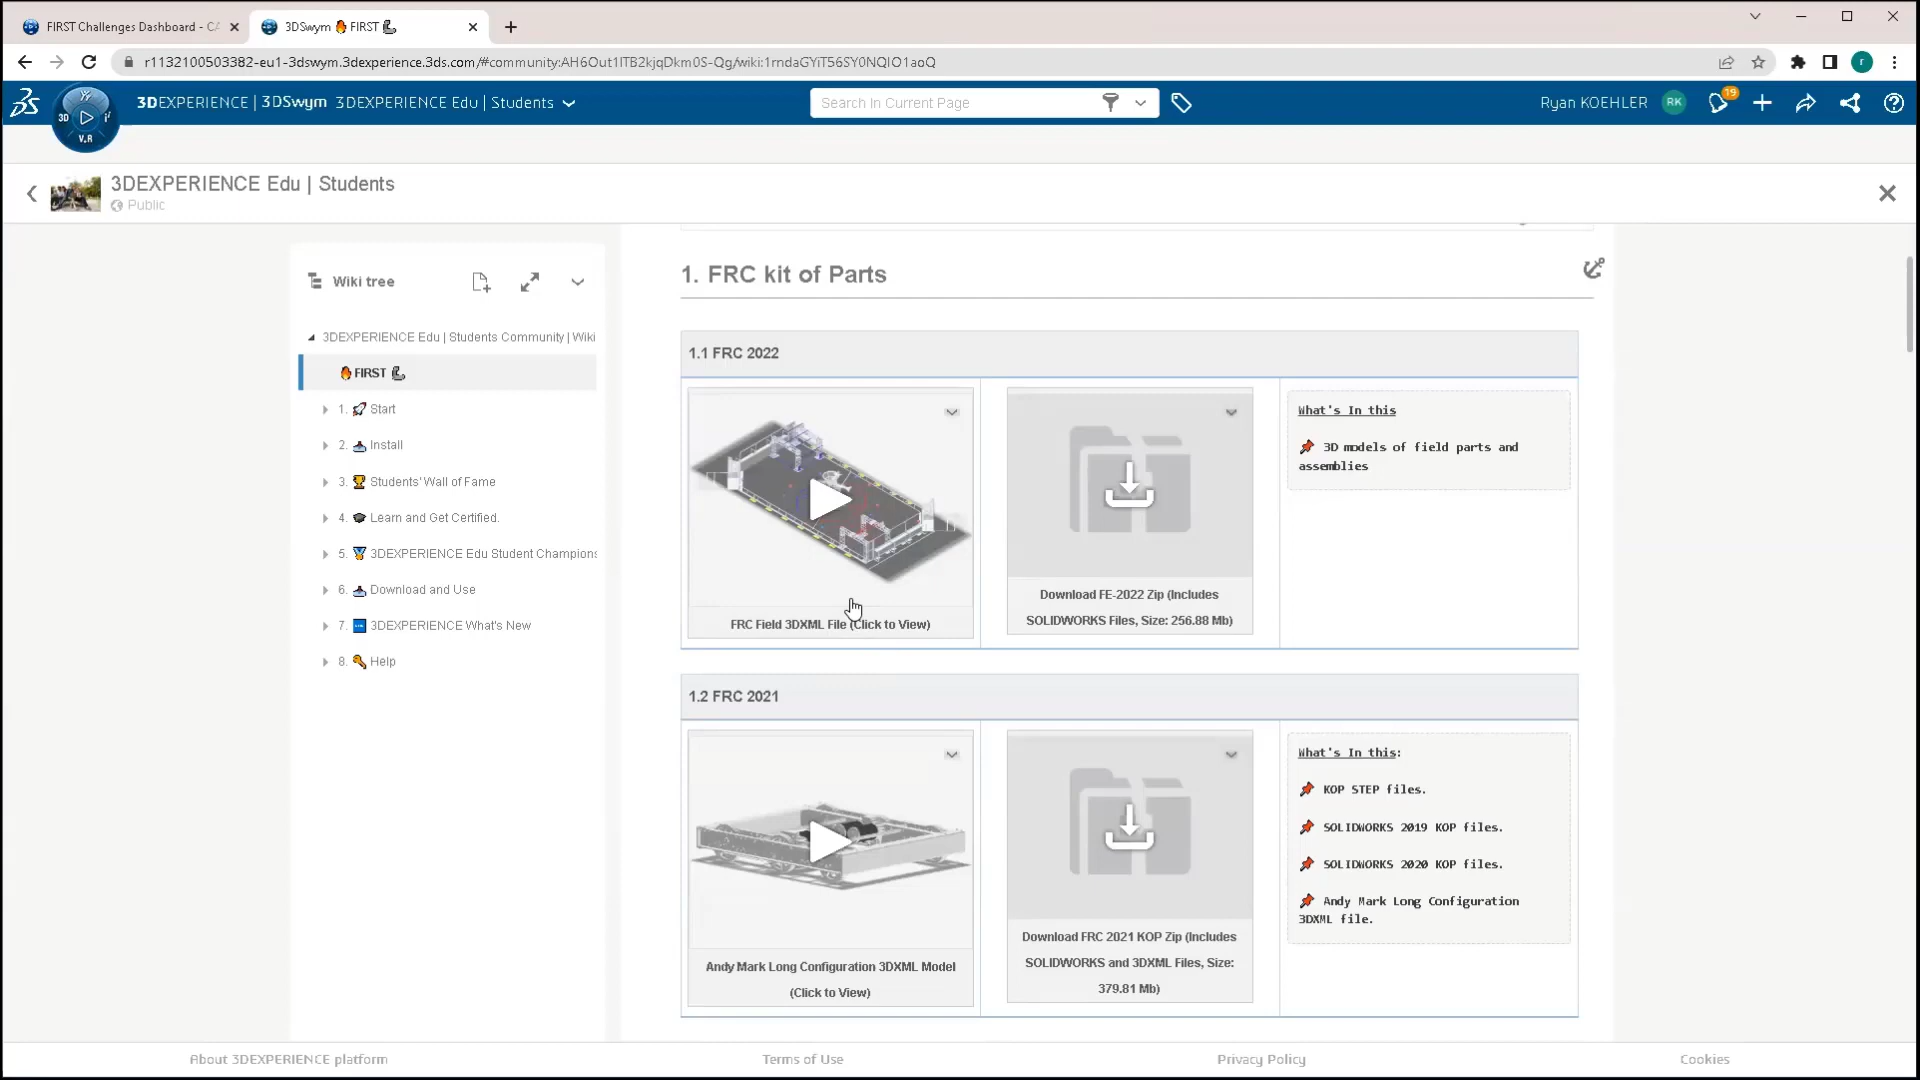 FIRST Challenges Dashboard - CA
3DSwym 🔥 FIRST 🦾
r1132100503382-eu1-3dswym.3dexperience.3ds.com/#community:AH6Out1ITB2kjqDkm0S-Qg/wiki:1rndaGYiT56SY0NQIO1aoQ
r
3DEXPERIENCE | 3DSwym 3DEXPERIENCE Edu | Students
Search In Current Page
Ryan KOEHLER
RK
19
3D
V.R
3DEXPERIENCE Edu | Students
Public
Wiki tree
3DEXPERIENCE Edu | Students Community | Wiki
🔥FIRST 🦾
1. 🚀 Start
2. 📥 Install
3. 🏆 Students' Wall of Fame
4. 🎓 Learn and Get Certified.
5. 🏅 3DEXPERIENCE Edu Student Champions
6. 📥 Download and Use
7. 3DEXPERIENCE What's New
8. 🔑 Help
1. FRC kit of Parts
1.1 FRC 2022
FRC Field 3DXML File (Click to View)
Download FE-2022 Zip (Includes
SOLIDWORKS Files, Size: 256.88 Mb)
What's In this
📌 3D models of field parts and
assemblies
1.2 FRC 2021
Andy Mark Long Configuration 3DXML Model
(Click to View)
Download FRC 2021 KOP Zip (Includes
SOLIDWORKS and 3DXML Files, Size:
379.81 Mb)
What's In this:
📌 KOP STEP files.
📌 SOLIDWORKS 2019 KOP files.
📌 SOLIDWORKS 2020 KOP files.
📌 Andy Mark Long Configuration
3DXML file.
About 3DEXPERIENCE platform
Terms of Use
Privacy Policy
Cookies